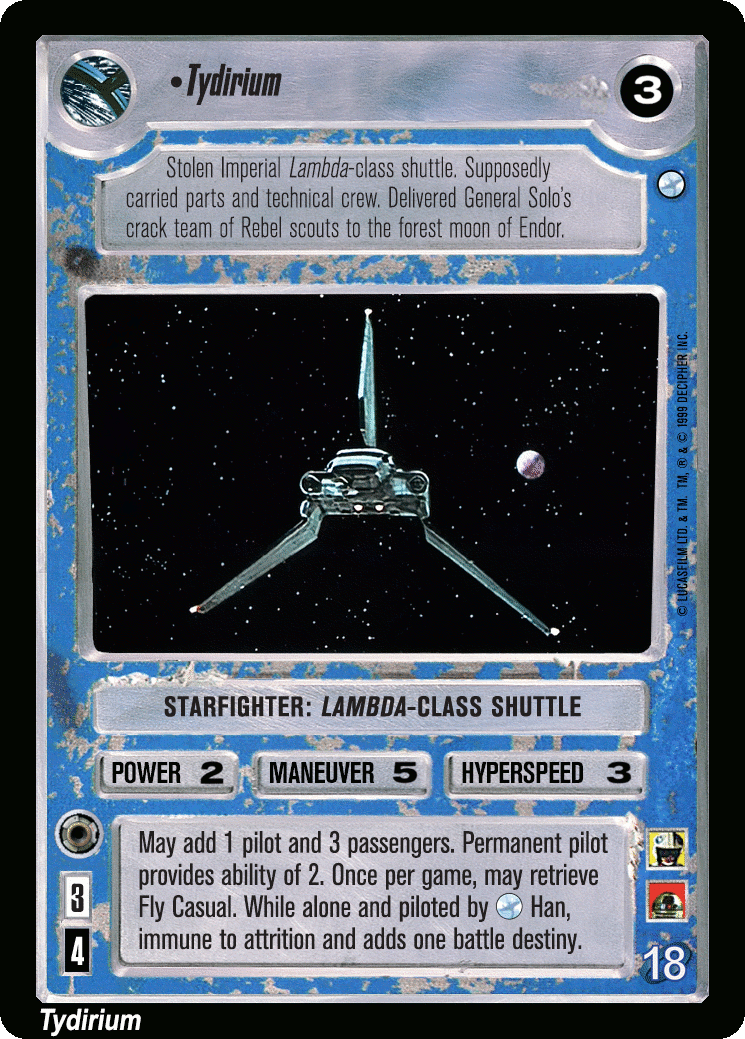 •Tydirium
3
Stolen Imperial Lambda-class shuttle. Supposedly
carried parts and technical crew. Delivered General Solo's
crack team of Rebel scouts to the forest moon of Endor.
© LUCASFILM LTD. & TM. TM, ® & © 1999 DECIPHER INC.
STARFIGHTER: LAMBDA-CLASS SHUTTLE
POWER 2 MANEUVER 5 HYPERSPEED 3
May add 1 pilot and 3 passengers. Permanent pilot
provides ability of 2. Once per game, may retrieve
Fly Casual. While alone and piloted by Han,
immune to attrition and adds one battle destiny.
3
4
18
Tydirium